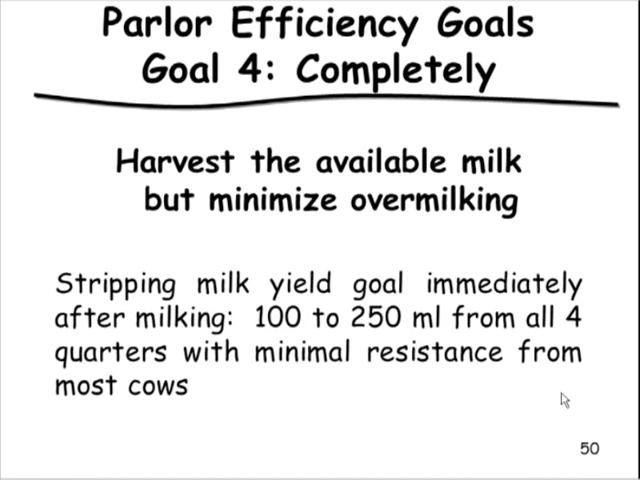 Parlor Efficiency Goals
Goal 4: Completely
Harvest the available milk
but minimize overmilking
Stripping milk yield goal immediately
after milking: 100 to 250 ml from all 4
quarters with minimal resistance from
most cows
50